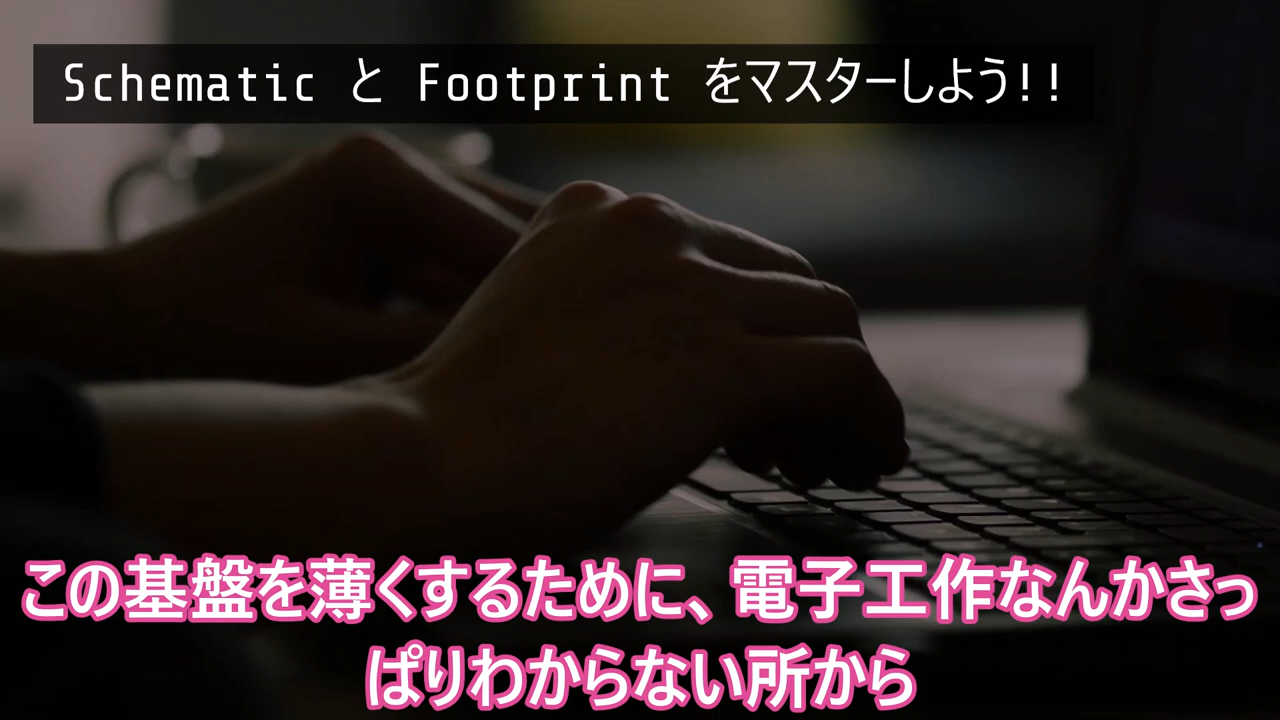 Schematic と Footprint をマスターしよう!!
この基盤を薄くするために、電子工作なんかさっ
ぱりわからない所から